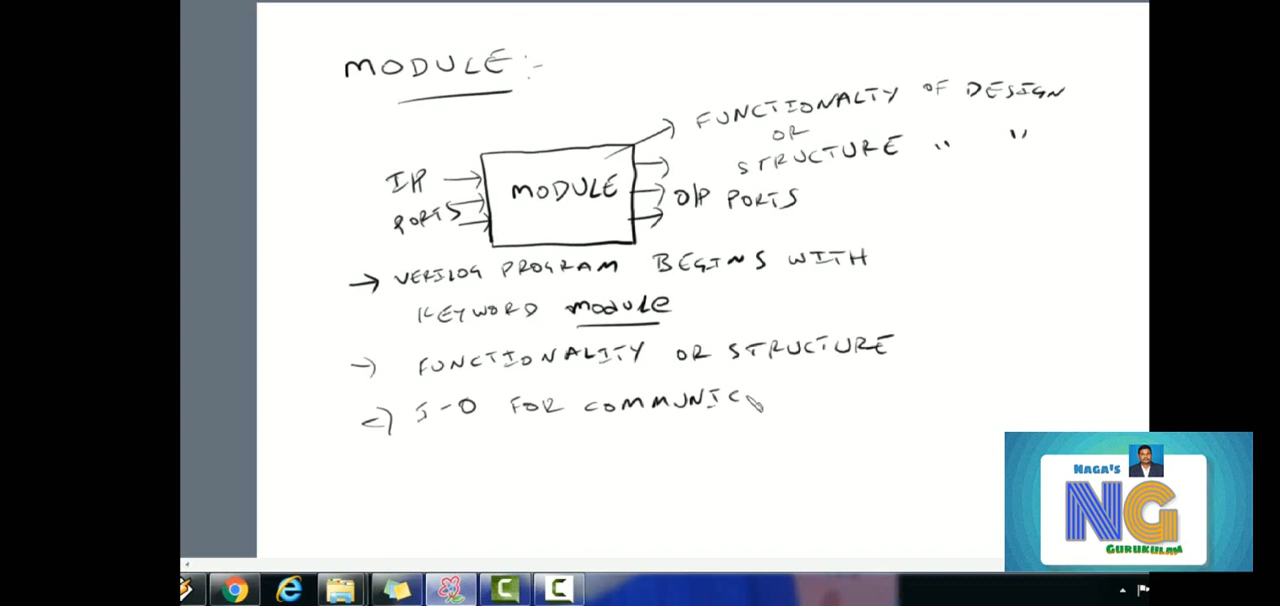 MODULE :-
FUNCTIONALTY OF DESIGN
OR
STRUCTURE " "
I/P
PORTS
MODULE
O/P PORTS
→ VERILOG PROGRAM BEGINS WITH
KEYWORD module
→ FUNCTIONALITY OR STRUCTURE
→ I-O FOR COMMUNIC
NAGA'S
NG
GURUKULAM